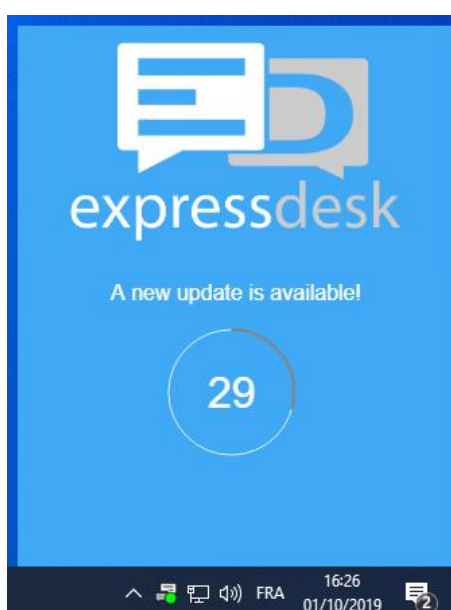 expressdesk
A new update is available!
29
FRA
16:26
01/10/2019
2